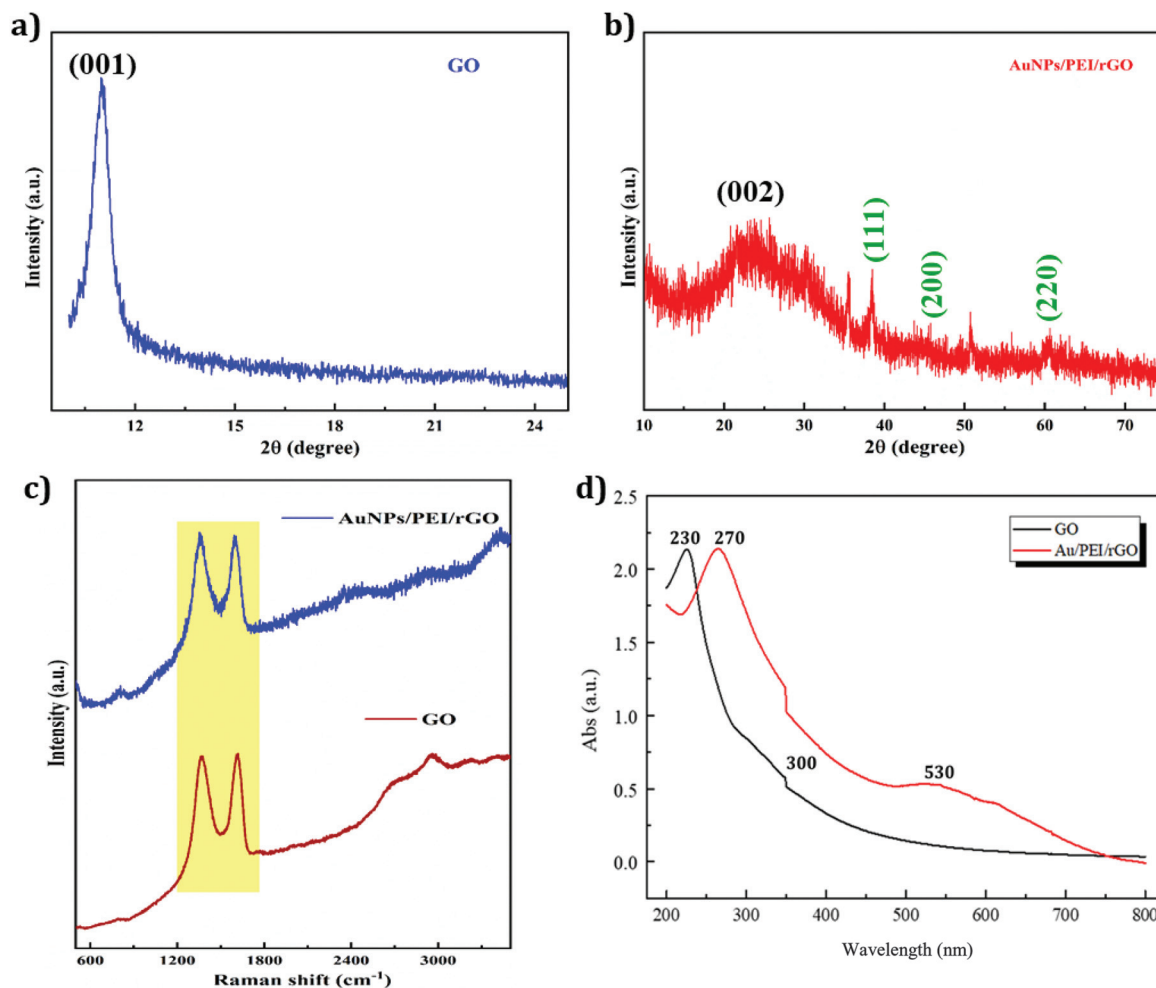 a)
(001)
GO
Intensity (a.u.)
12
15
18
21
24
2θ (degree)
b)
AuNPs/PEI/rGO
(002)
(111)
(200)
(220)
Intensity (a.u.)
10
20
30
40
50
60
70
2θ (degree)
c)
AuNPs/PEI/rGO
GO
Intensity (a.u.)
600
1200
1800
2400
3000
Raman shift (cm⁻¹)
d)
2.5
2.0
1.5
1.0
0.5
0.0
Abs (a.u.)
230
270
300
530
GO
Au/PEI/rGO
200
300
400
500
600
700
800
Wavelength (nm)